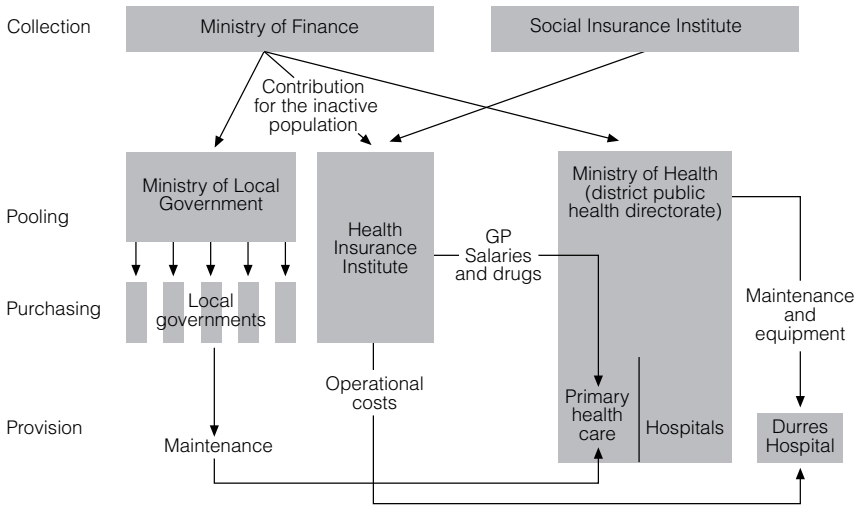 Collection
Ministry of Finance
Social Insurance Institute
Contribution
for the inactive
population
Pooling
Ministry of Local
Government
Health
Insurance
Institute
GP
Salaries
and drugs
Ministry of Health
(district public
health directorate)
Purchasing
Local
governments
Maintenance
and
equipment
Operational
costs
Provision
Maintenance
Primary
health
care
Hospitals
Durres
Hospital